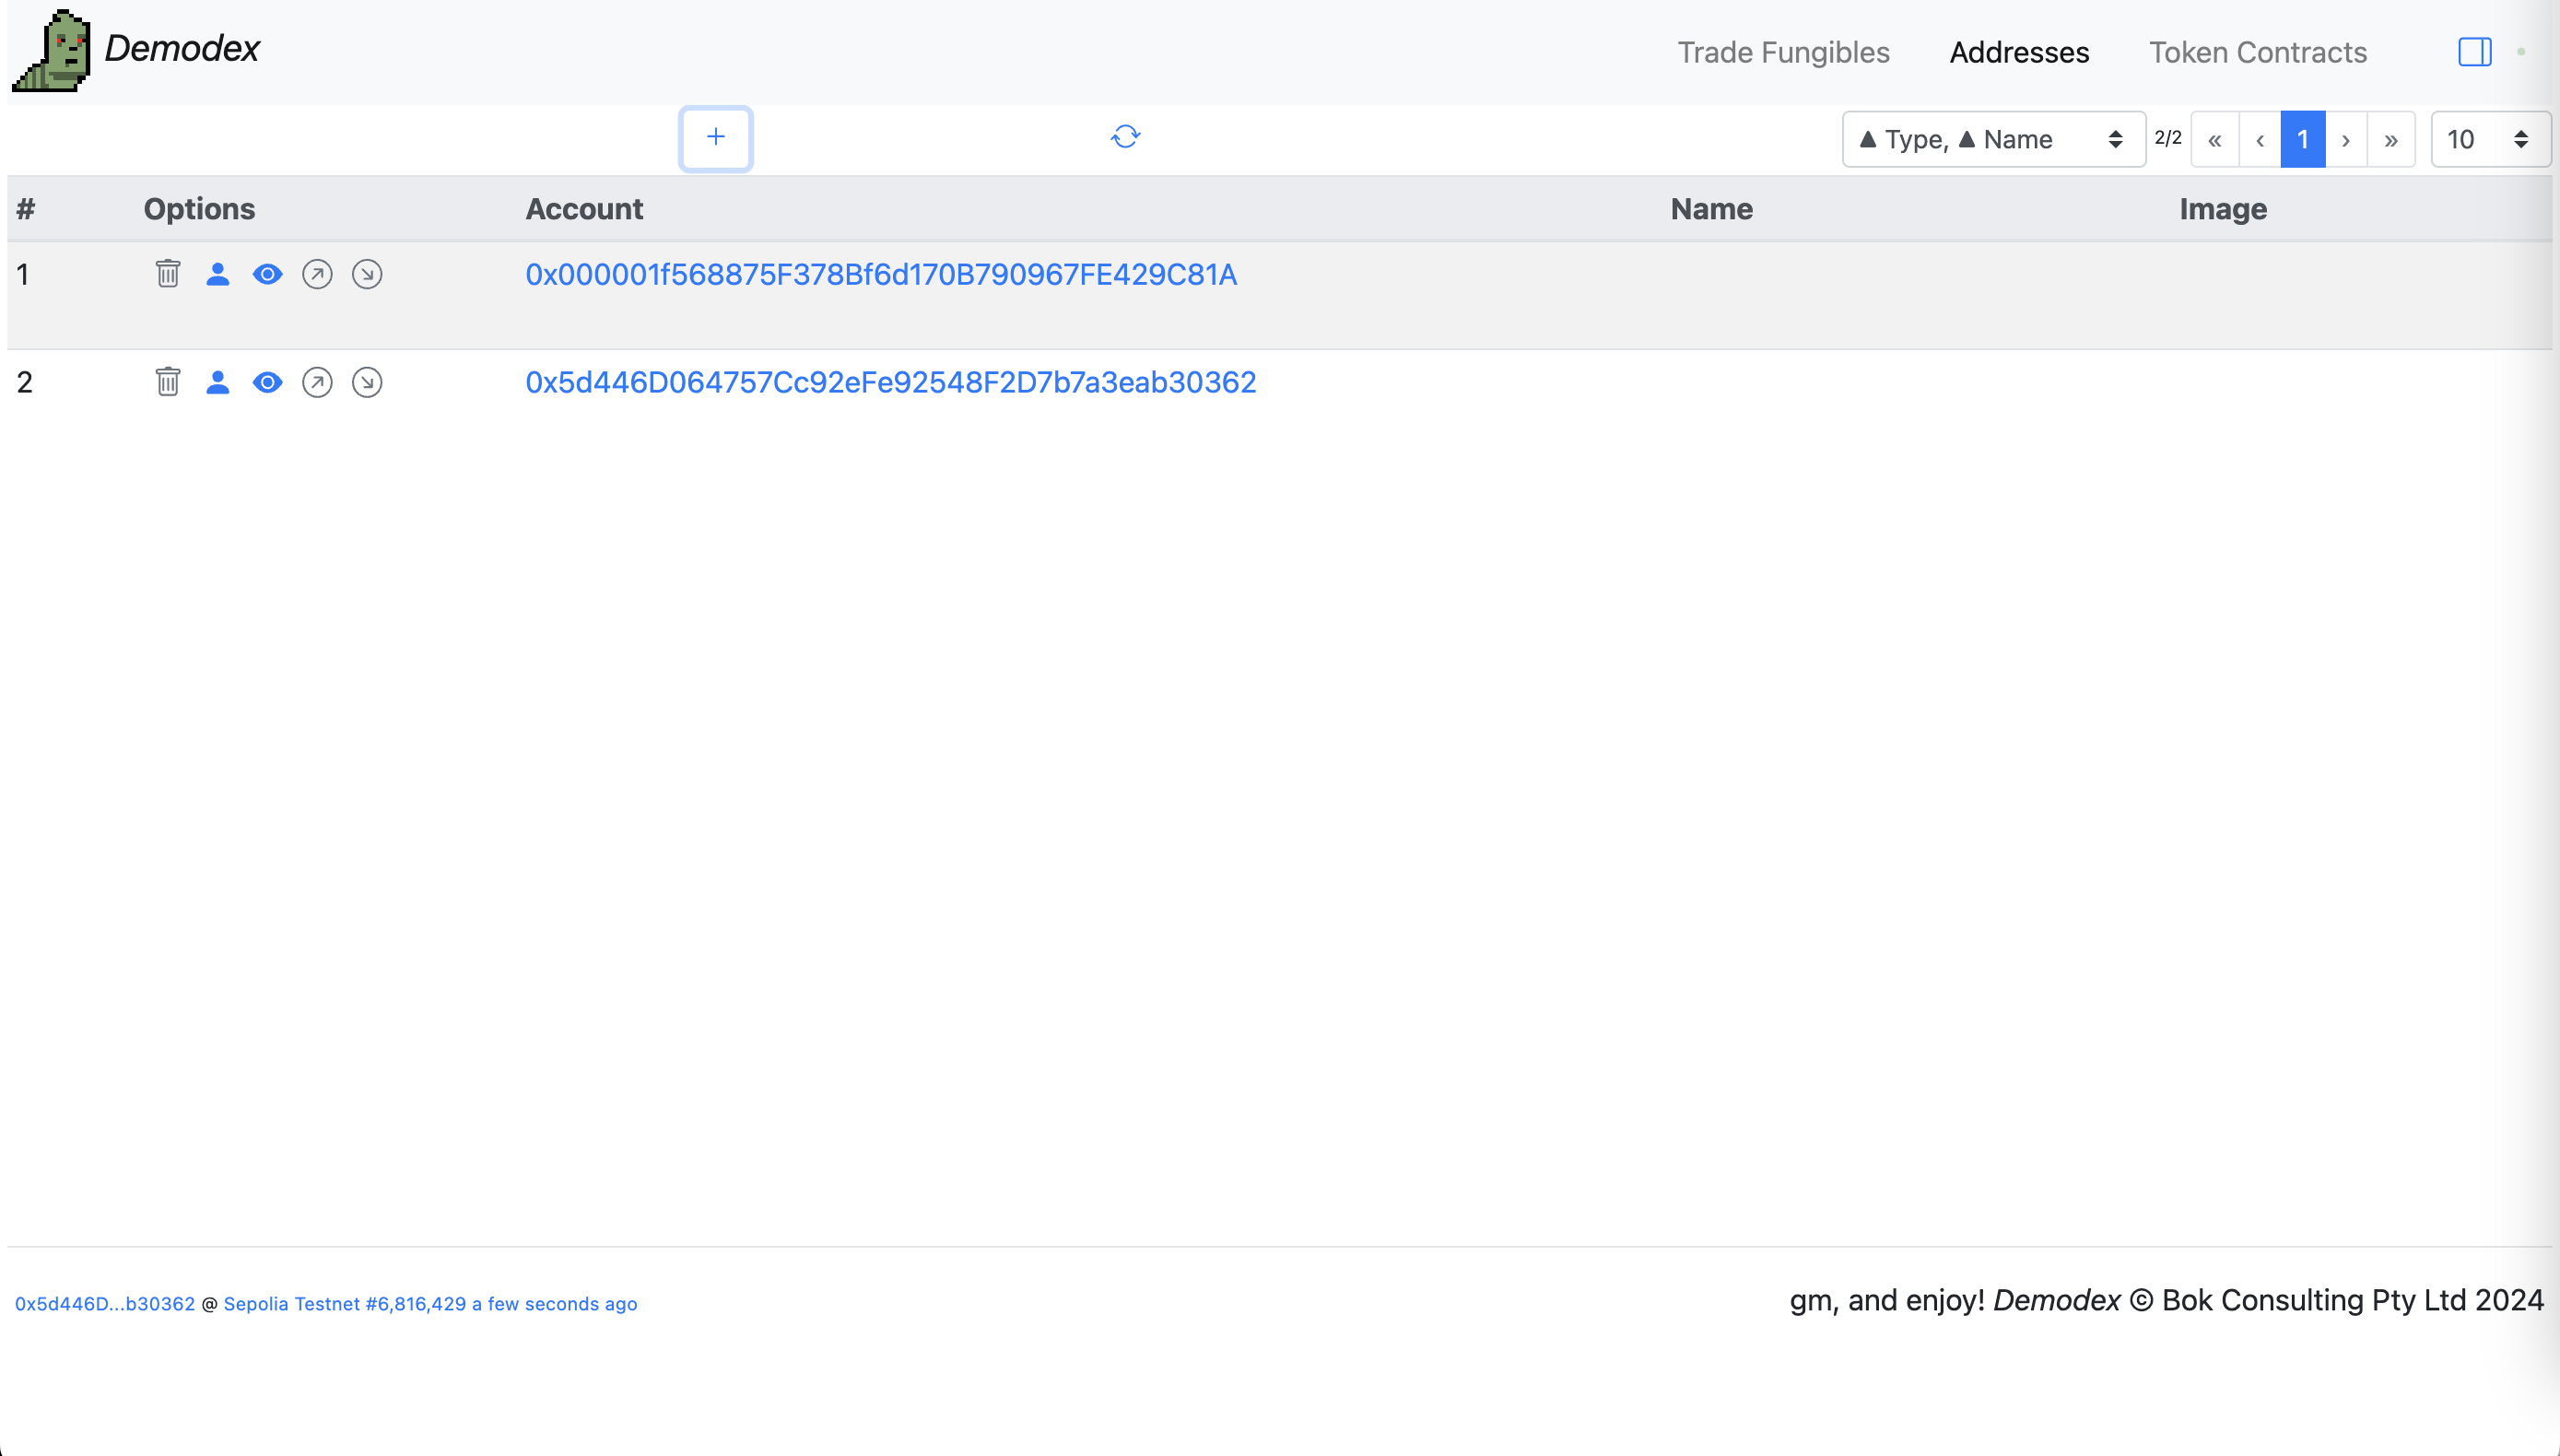 Demodex
Trade Fungibles Addresses Token Contracts
+ ▲ Type, ▲ Name 2/2 « ‹ 1 › » 10
# Options Account Name Image
1 0x000001f568875F378Bf6d170B790967FE429C81A
2 0x5d446D064757Cc92eFe92548F2D7b7a3eab30362
0x5d446D...b30362 @ Sepolia Testnet #6,816,429 a few seconds ago
gm, and enjoy! Demodex © Bok Consulting Pty Ltd 2024